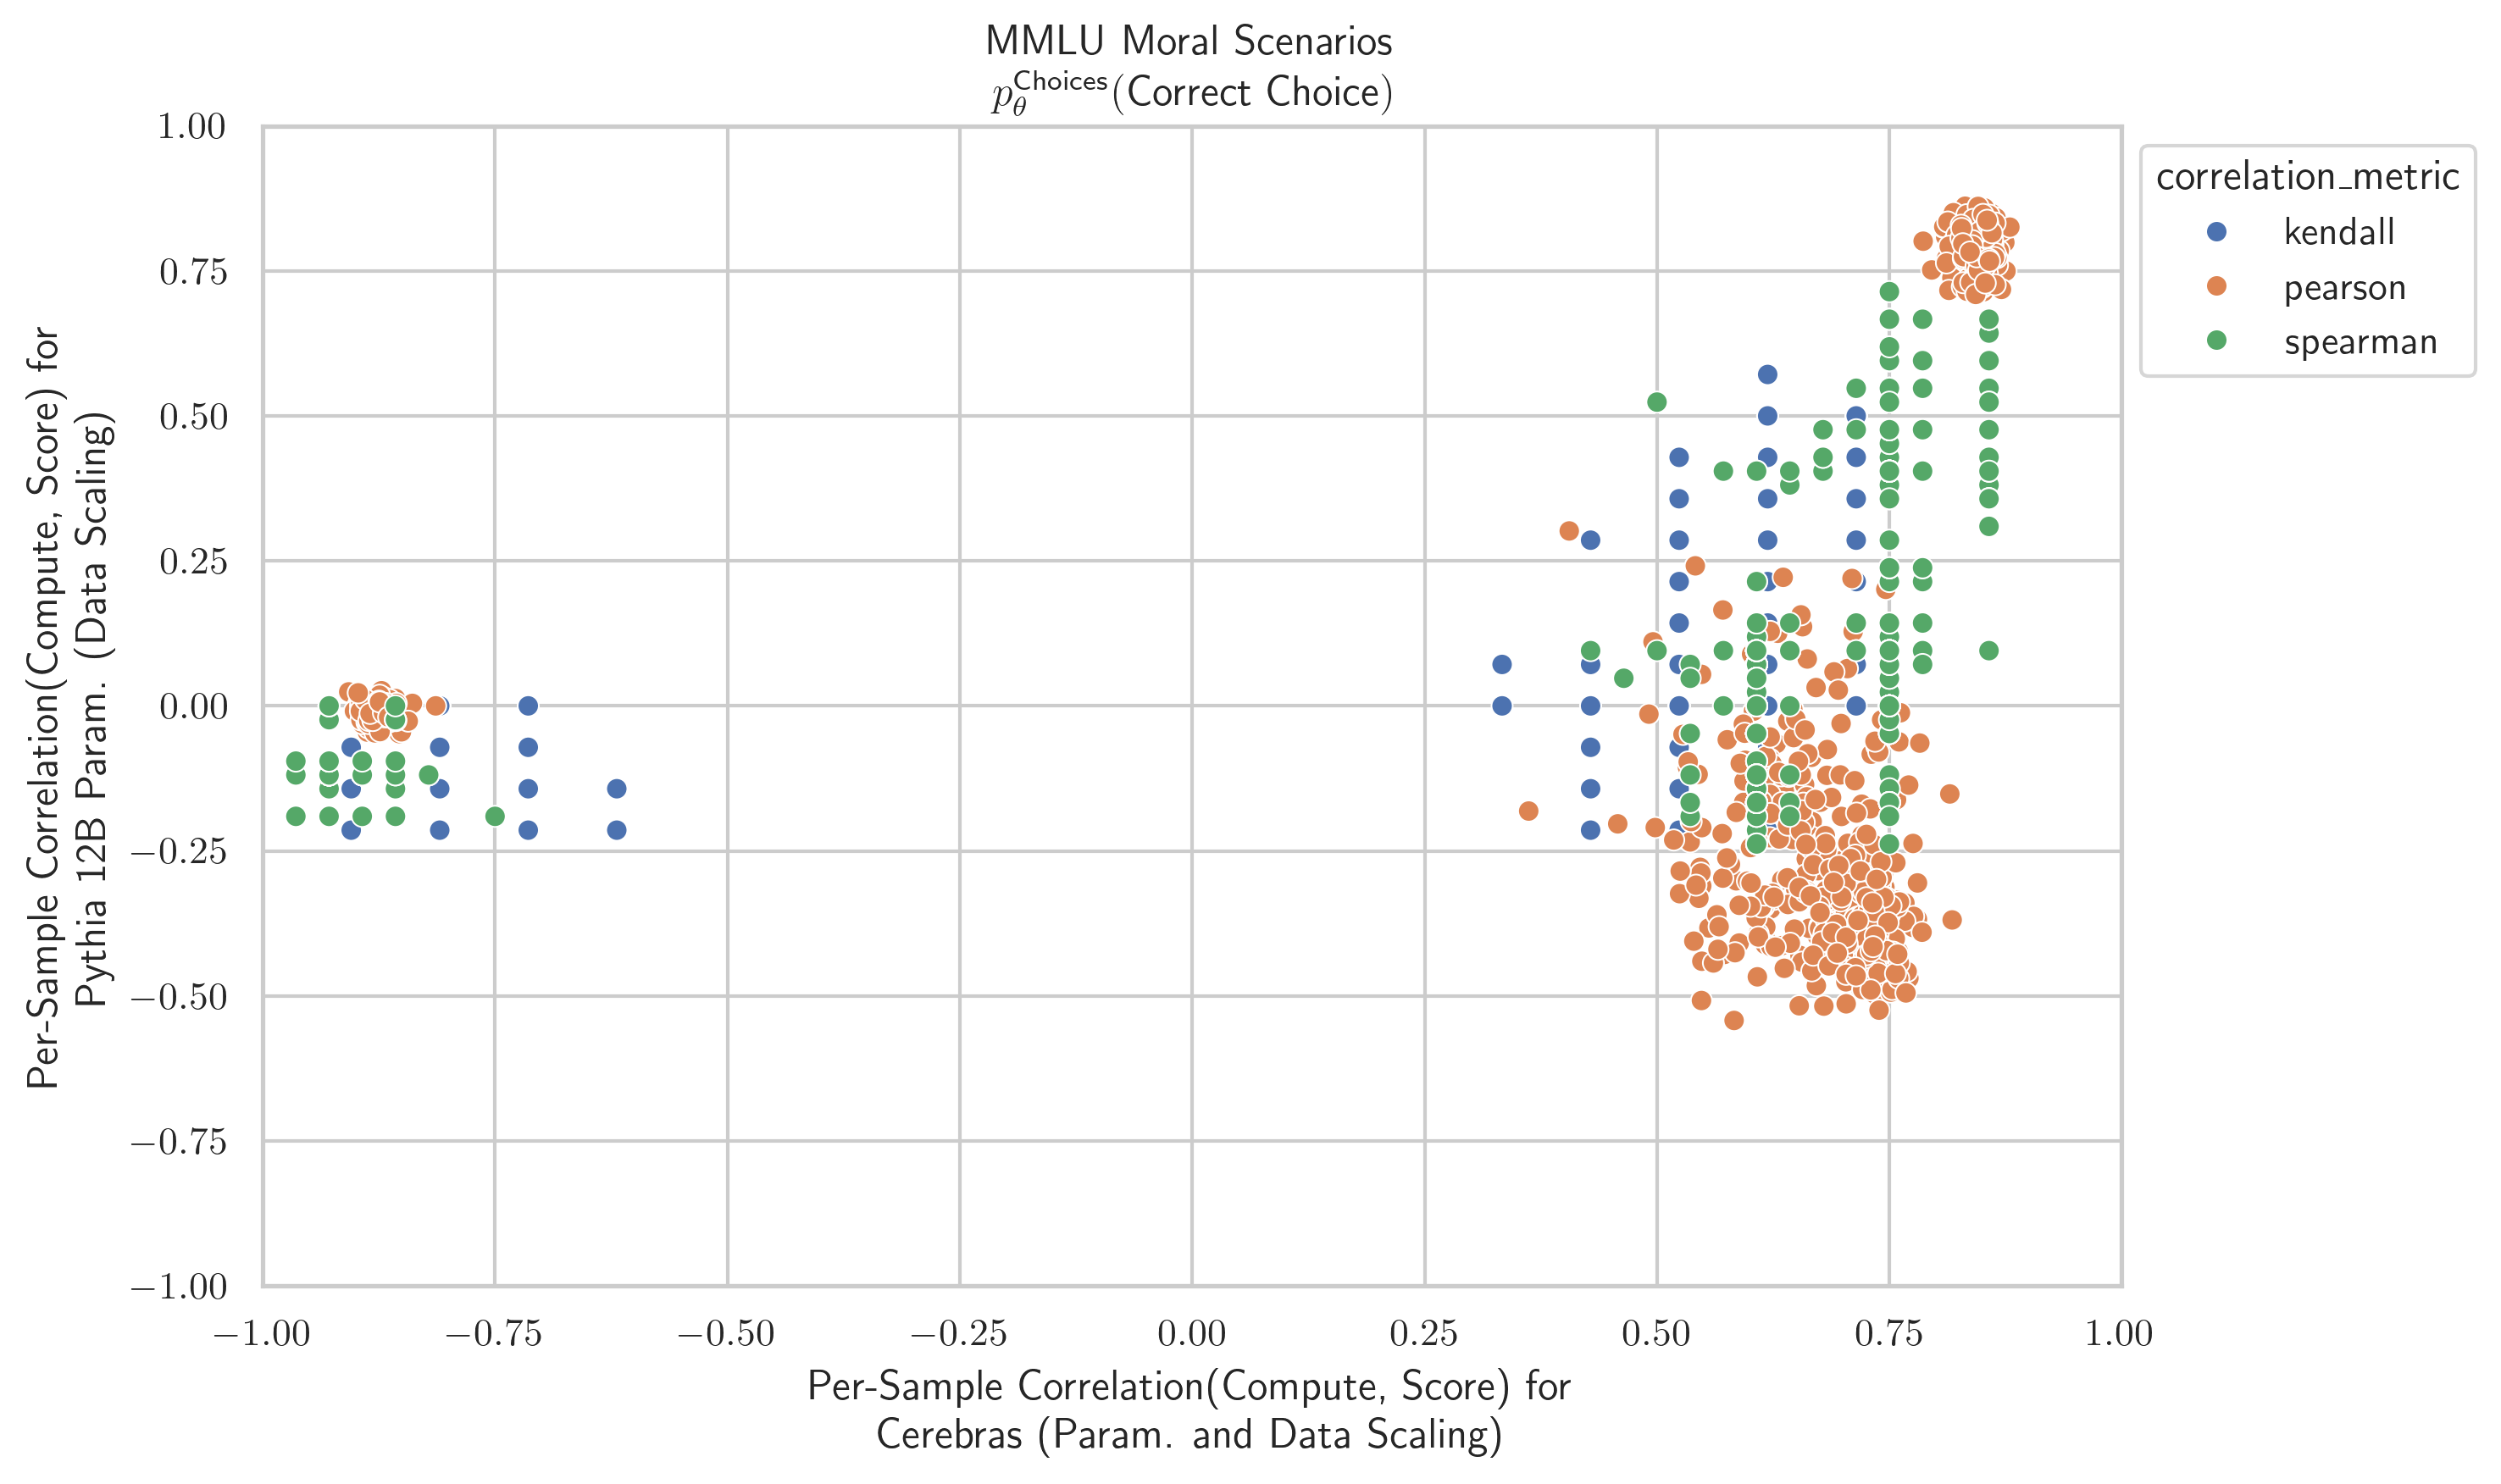 MMLU Moral Scenarios
p_θ^Choices(Correct Choice)
1.00
0.75
0.50
0.25
0.00
−0.25
−0.50
−0.75
−1.00
Per-Sample Correlation(Compute, Score) for
Pythia 12B Param. (Data Scaling)
correlation_metric
kendall
pearson
spearman
−1.00 −0.75 −0.50 −0.25 0.00 0.25 0.50 0.75 1.00
Per-Sample Correlation(Compute, Score) for
Cerebras (Param. and Data Scaling)